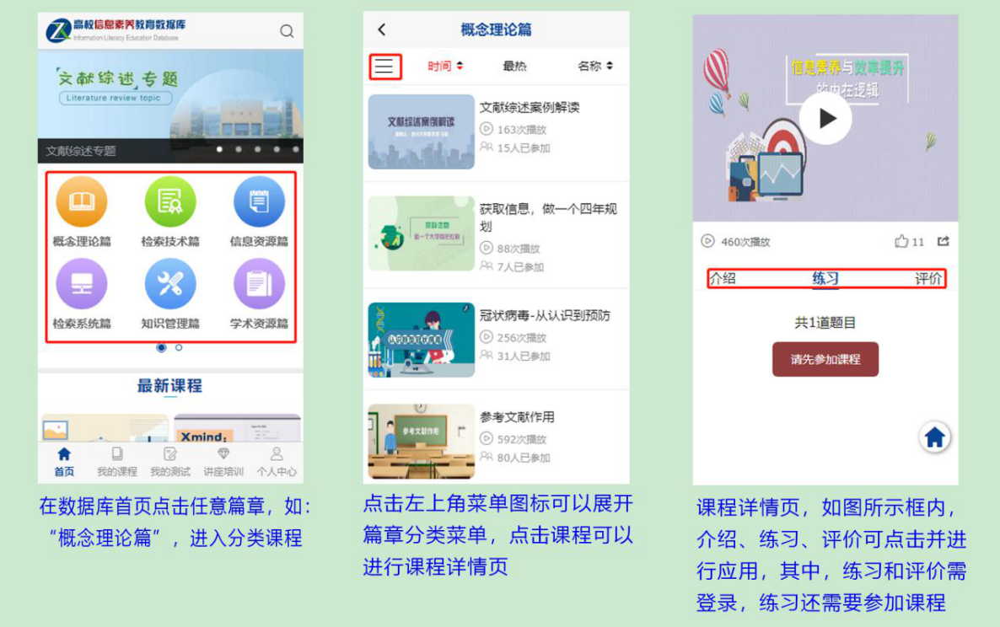 高校信息素养教育数据库
Information Literacy Education Database
文献综述专题
Literature review topic
文献综述专题
概念理论篇
检索技术篇
信息资源篇
检索系统篇
知识管理篇
学术资源篇
最新课程
Xmind:
首页
我的课程
我的测试
讲座培训
个人中心
在数据库首页点击任意篇章，如：
“概念理论篇”，进入分类课程
概念理论篇
时间
最热
名称
文献综述案例解读
文献综述案例解读
163次播放
15人已参加
获取信息
获取信息，做一个四年规
划
88次播放
7人已参加
认识新型冠状病毒
冠状病毒-从认识到预防
256次播放
31人已参加
参考文献作用
参考文献作用
592次播放
80人已参加
点击左上角菜单图标可以展开
篇章分类菜单，点击课程可以
进行课程详情页
信息素养与效率提升
的内在逻辑
460次播放
11
介绍
练习
评价
共1道题目
请先参加课程
课程详情页，如图所示框内，
介绍、练习、评价可点击并进
行应用，其中，练习和评价需
登录，练习还需要参加课程